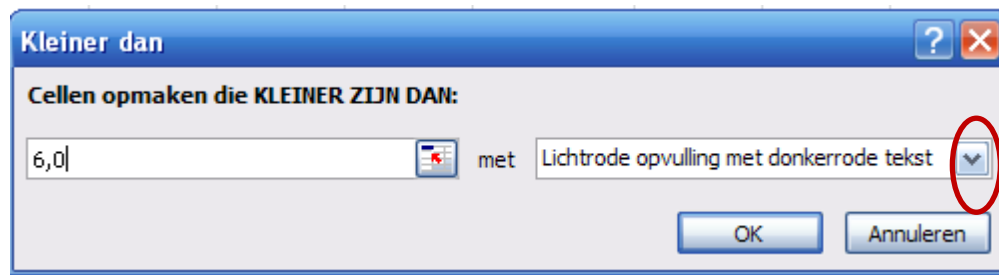 Kleiner dan
Cellen opmaken die KLEINER ZIJN DAN:
6,0 met Lichtrode opvulling met donkerrode tekst
OK Annuleren